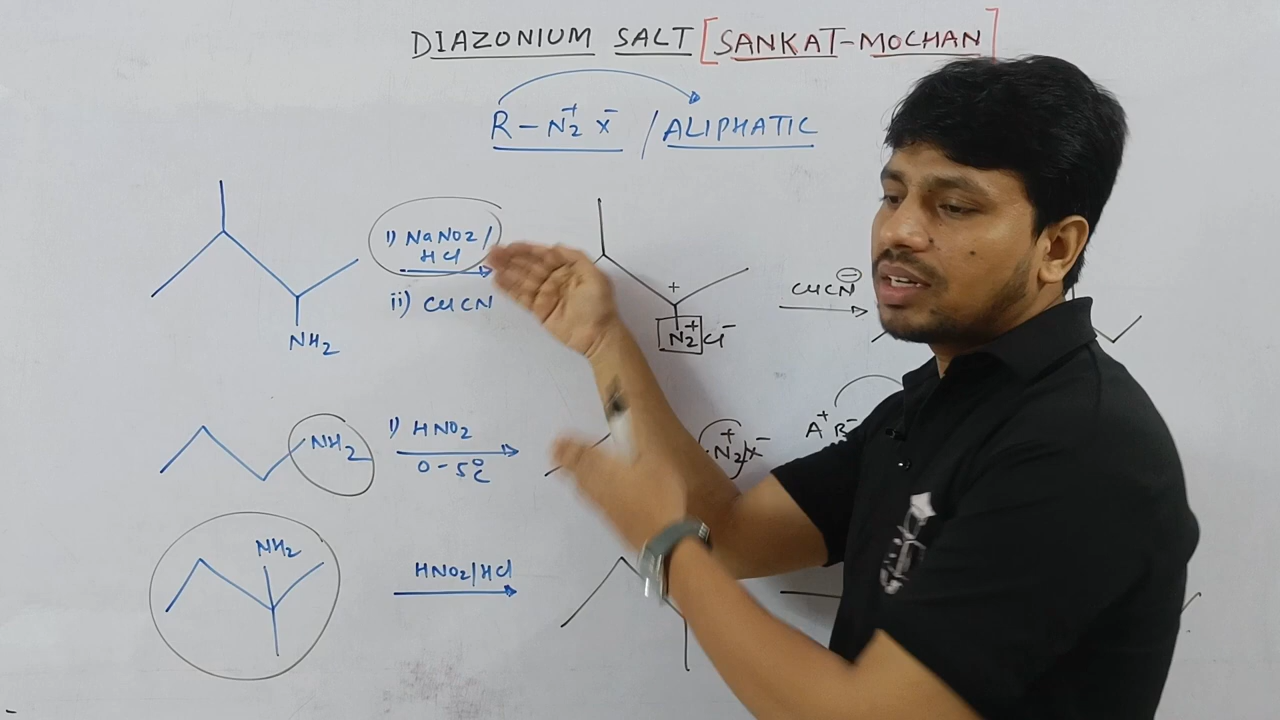 DIAZONIUM SALT [SANKAT-MOCHAN]
R-N2+ X- / ALIPHATIC
i) NaNO2/
HCl
ii) CuCN
NH2
+
N2+ Cl-
CuCN⊖
NH2
i) HNO2
0-5°C
N2+ X-
A+ B-
NH2
HNO2/HCl